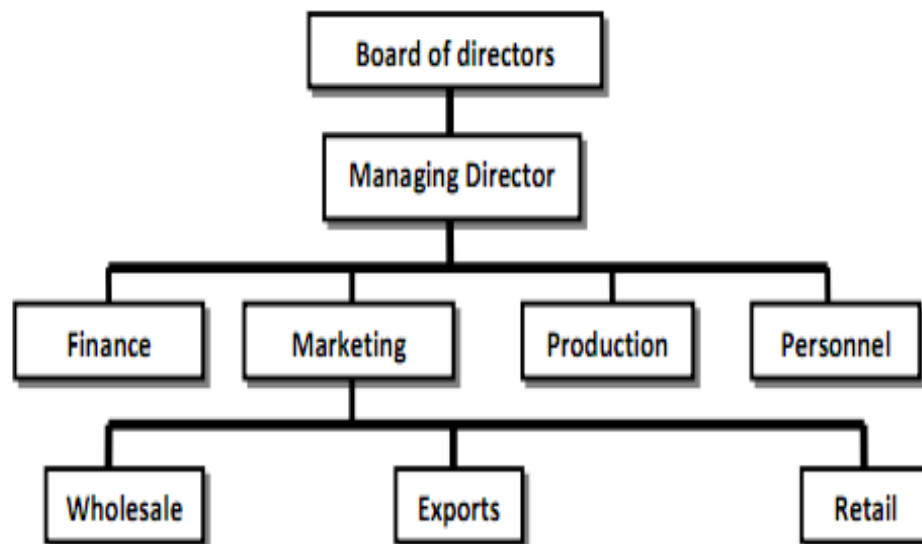 Board of directors
Managing Director
Finance
Marketing
Production
Personnel
Wholesale
Exports
Retail